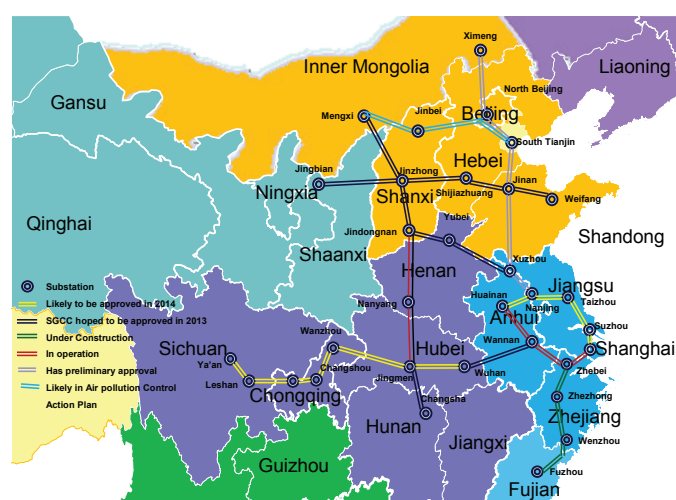 Ximeng
Inner Mongolia
Liaoning
North Beijing
Gansu
Jinbei
Mengxi
Beijing
South Tianjin
Hebei
Jingbian
Jinzhong
Jinan
Ningxia
Shanxi
Shijiazhuang
Weifang
Yubei
Qinghai
Jindongnan
Shandong
Shaanxi
Xuzhou
Henan
Substation
Huainan
Jiangsu
Likely to be approved in 2014
Nanyang
Anhui
Nanjing
Taizhou
SGCC hoped to be approved in 2013
Suzhou
Under Construction
Wanzhou
Wannan
Shanghai
In operation
Sichuan
Hubei
Ya'an
Zhebei
Has preliminary approval
Changshou
Jingmen
Wuhan
Leshan
Chongqing
Likely in Air pollution Control
Action Plan
Changsha
Zhezhong
Zhejiang
Hunan
Jiangxi
Wenzhou
Guizhou
Fuzhou
Fujian